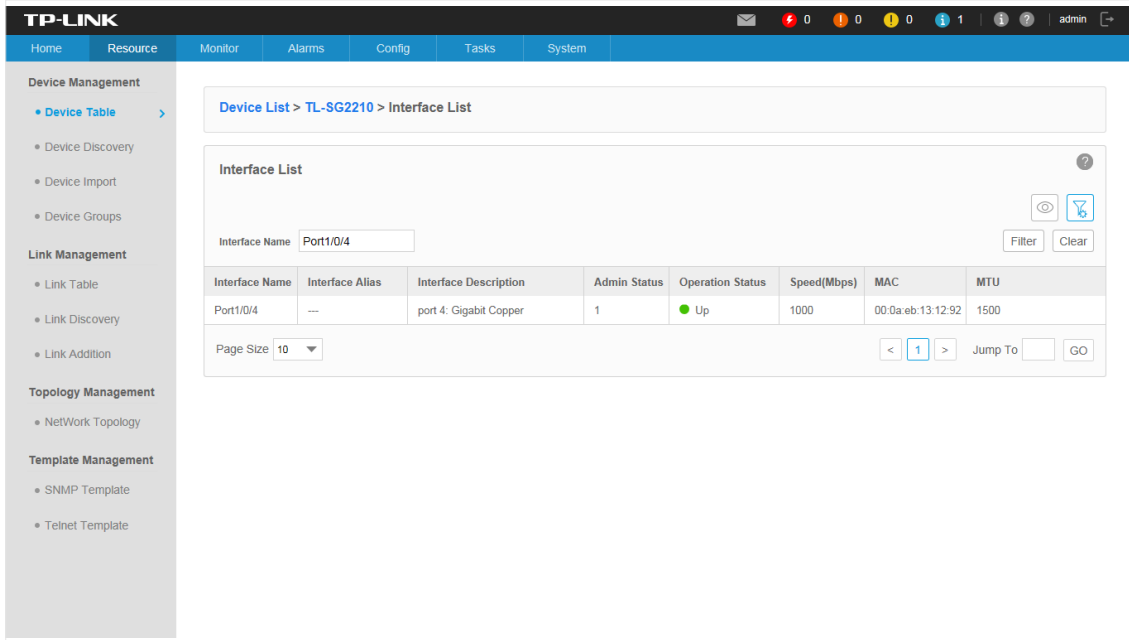 TP-LINK
0 0 0 1 admin
Home Resource Monitor Alarms Config Tasks System
Device Management
Device Table
Device Discovery
Device Import
Device Groups
Link Management
Link Table
Link Discovery
Link Addition
Topology Management
NetWork Topology
Template Management
SNMP Template
Telnet Template
Device List > TL-SG2210 > Interface List
Interface List
Interface Name Port1/0/4 Filter Clear
Interface Name Interface Alias Interface Description Admin Status Operation Status Speed(Mbps) MAC MTU
Port1/0/4 --- port 4: Gigabit Copper 1 Up 1000 00:0a:eb:13:12:92 1500
Page Size 10 < 1 > Jump To GO